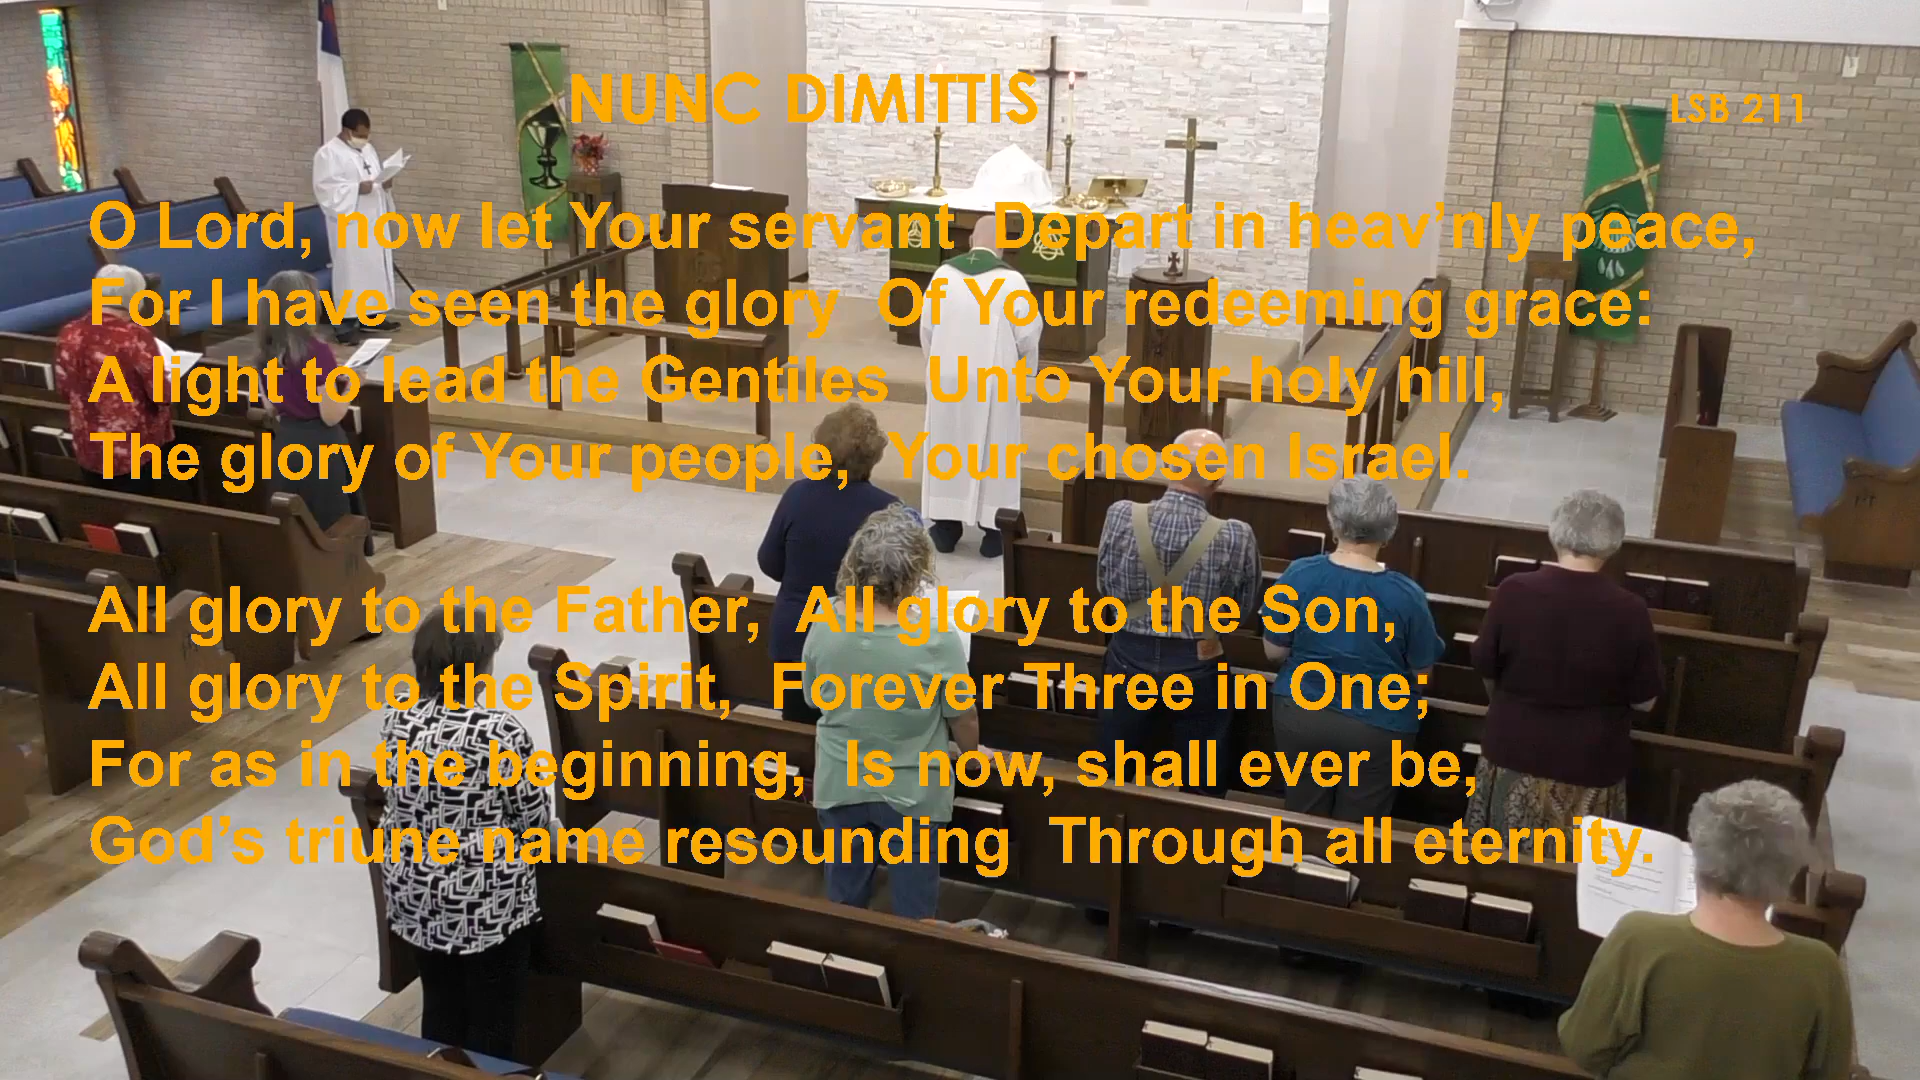 NUNC DIMITTIS
LSB 211
O Lord, now let Your servant Depart in heav’nly peace,
For I have seen the glory Of Your redeeming grace:
A light to lead the Gentiles Unto Your holy hill,
The glory of Your people, Your chosen Israel.
All glory to the Father, All glory to the Son,
All glory to the Spirit, Forever Three in One;
For as in the beginning, Is now, shall ever be,
God’s triune name resounding Through all eternity.